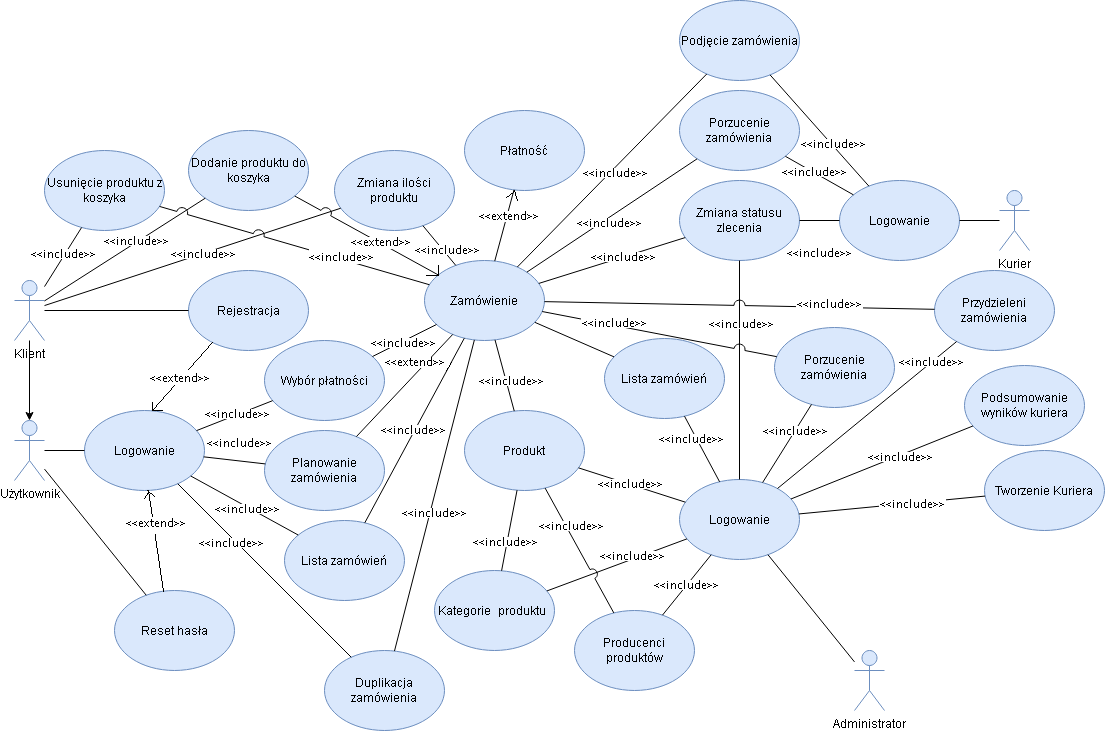 Podjęcie zamówienia
Porzucenie
zamówienia
Płatność
<<include>>
<<include>>
Dodanie produktu do
koszyka
Usunięcie produktu z
koszyka
Zmiana ilości
produktu
<<include>>
<<extend>>
<<include>>
Zmiana statusu
zlecenia
Logowanie
Kurier
<<include>>
<<include>>
<<extend>>
<<include>>
<<include>>
<<include>>
<<include>>
<<include>>
Klient
Rejestracja
Zamówienie
<<include>>
Przydzieleni
zamówienia
<<include>>
<<include>>
<<include>>
<<extend>>
<<include>>
Porzucenie
zamówienia
<<extend>>
Wybór płatności
<<include>>
Lista zamówień
Podsumowanie
wyników kuriera
<<include>>
<<include>>
<<include>>
<<include>>
<<include>>
Użytkownik
Logowanie
Planowanie
zamówienia
Produkt
<<include>>
<<include>>
Tworzenie Kuriera
<<include>>
<<include>>
<<include>>
<<extend>>
<<include>>
Logowanie
<<include>>
<<include>>
<<include>>
Lista zamówień
<<include>>
Kategorie  produktu
Reset hasła
Producenci
produktów
Duplikacja
zamówienia
Administrator